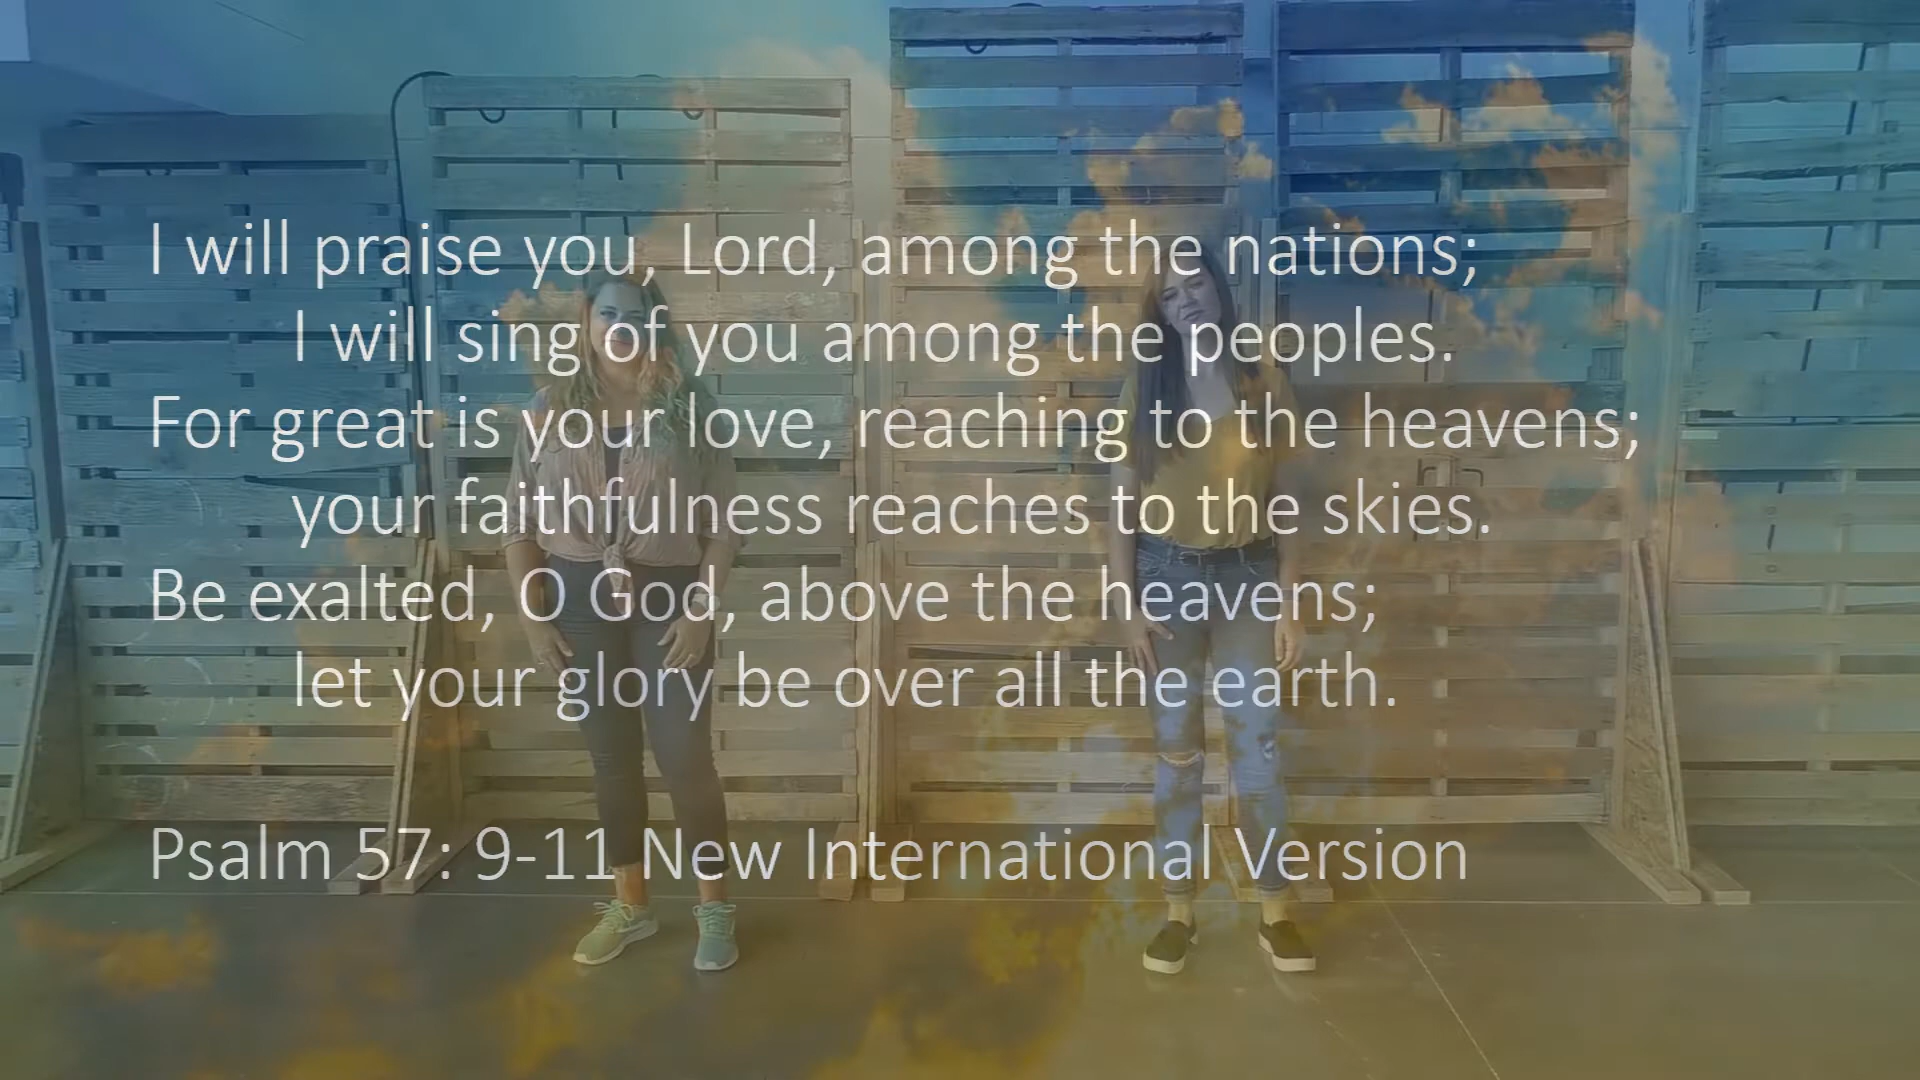 I will praise you, Lord, among the nations;
I will sing of you among the peoples.
For great is your love, reaching to the heavens;
your faithfulness reaches to the skies.
Be exalted, O God, above the heavens;
let your glory be over all the earth.
Psalm 57: 9-11 New International Version